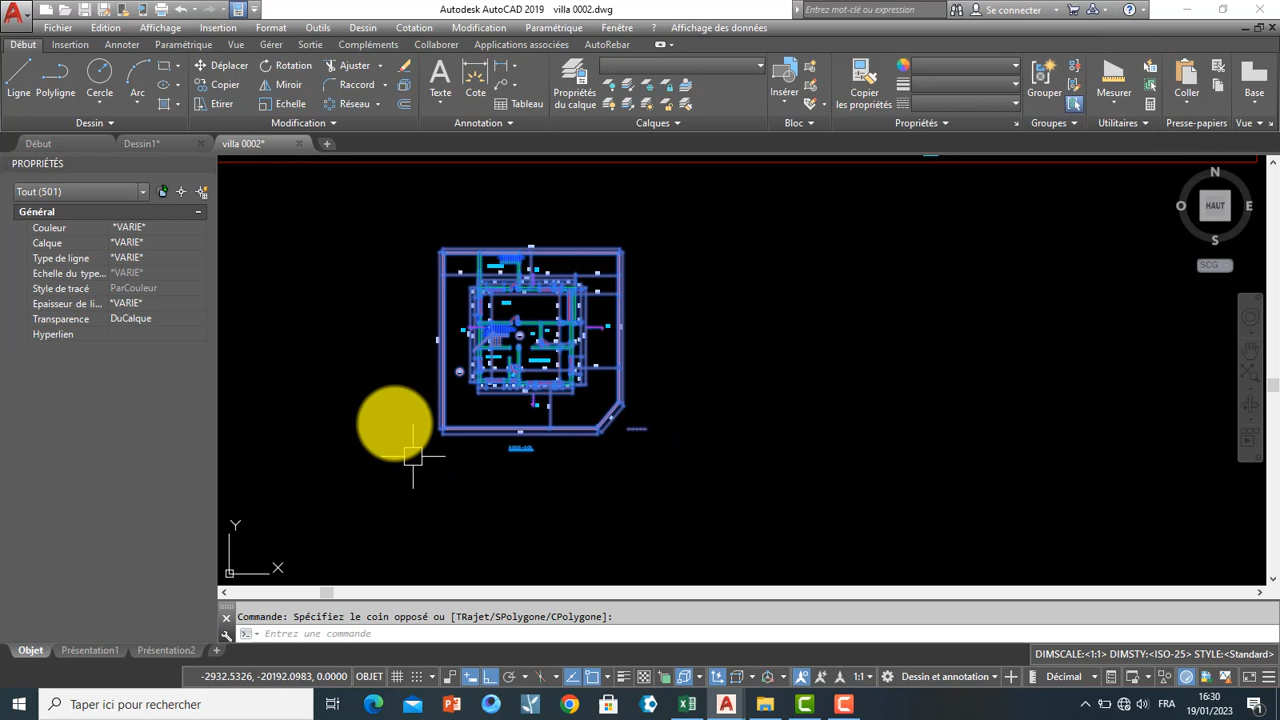 Autodesk AutoCAD 2019 villa 0002.dwg
Entrez mot-clé ou expression
Se connecter
Fichier Edition Affichage Insertion Format Outils Dessin Cotation Modification Paramétrique Fenêtre ? Affichage des données
Début Insertion Annoter Paramétrique Vue Gérer Sortie Compléments Collaborer Applications associées AutoRebar
Ligne Polyligne Cercle Arc
Déplacer Rotation Ajuster
Copier Miroir Raccord
Etirer Echelle Réseau
Texte Cote Tableau
Propriétés du calque
Insérer
Copier les propriétés
Grouper
Mesurer
Coller
Base
Dessin Modification Annotation Calques Bloc Propriétés Groupes Utilitaires Presse-papiers Vue
Début Dessin1* villa 0002*
PROPRIÉTÉS
Tout (501)
Général
Couleur *VARIE*
Calque *VARIE*
Type de ligne *VARIE*
Echelle du type... *VARIE*
Style de tracé ParCouleur
Epaisseur de li... *VARIE*
Transparence DuCalque
Hyperlien
N
O HAUT E
S
SCG
Y
X
Commande: Spécifiez le coin opposé ou [TRajet/SPolygone/CPolygone]:
Entrez une commande
Objet Présentation1 Présentation2 +
DIMSCALE:<1:1> DIMSTY:<ISO-25> STYLE:<Standard>
-2932.5326, -20192.0983, 0.0000 OBJET
1:1
Dessin et annotation
Décimal
Taper ici pour rechercher
FRA
16:30
19/01/2023